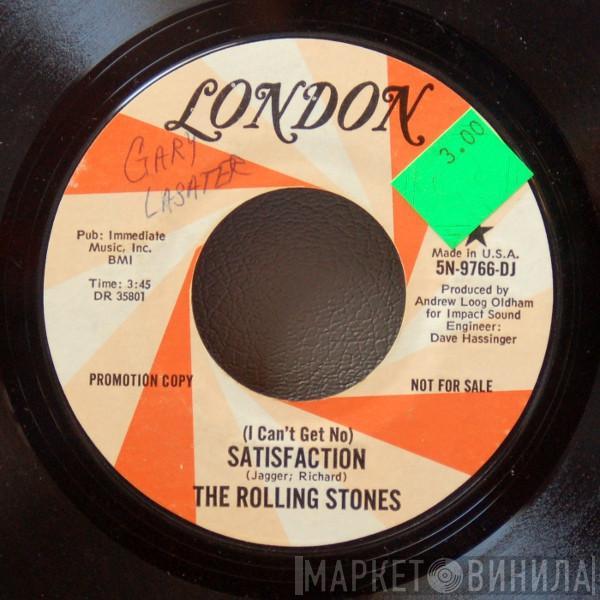 LONDON
GARY
LASATER
3.00
Pub: Immediate
Music, Inc.
BMI
Time: 3:45
DR 35801
Made in U.S.A.
5N-9766-DJ
Produced by
Andrew Loog Oldham
for Impact Sound
Engineer:
Dave Hassinger
PROMOTION COPY
NOT FOR SALE
(I Can't Get No)
SATISFACTION
(Jagger; Richard)
THE ROLLING STONES
МАРКЕТ ВИНИЛА